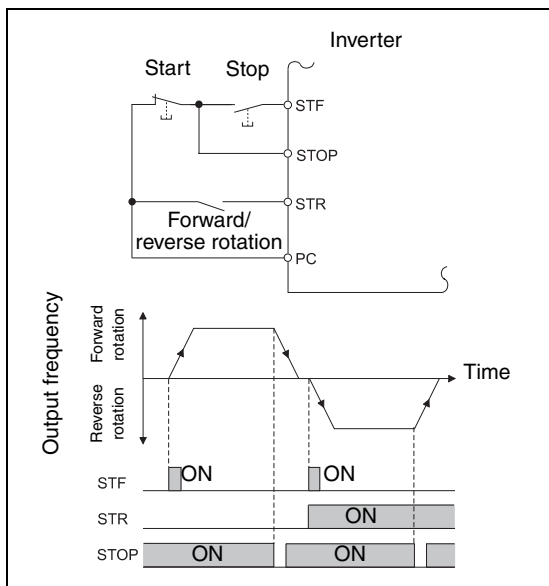 Inverter
Start
Stop
STF
STOP
STR
Forward/
reverse rotation
PC
Output frequency
Forward
rotation
Reverse
rotation
Time
STF
ON
ON
STR
ON
STOP
ON
ON